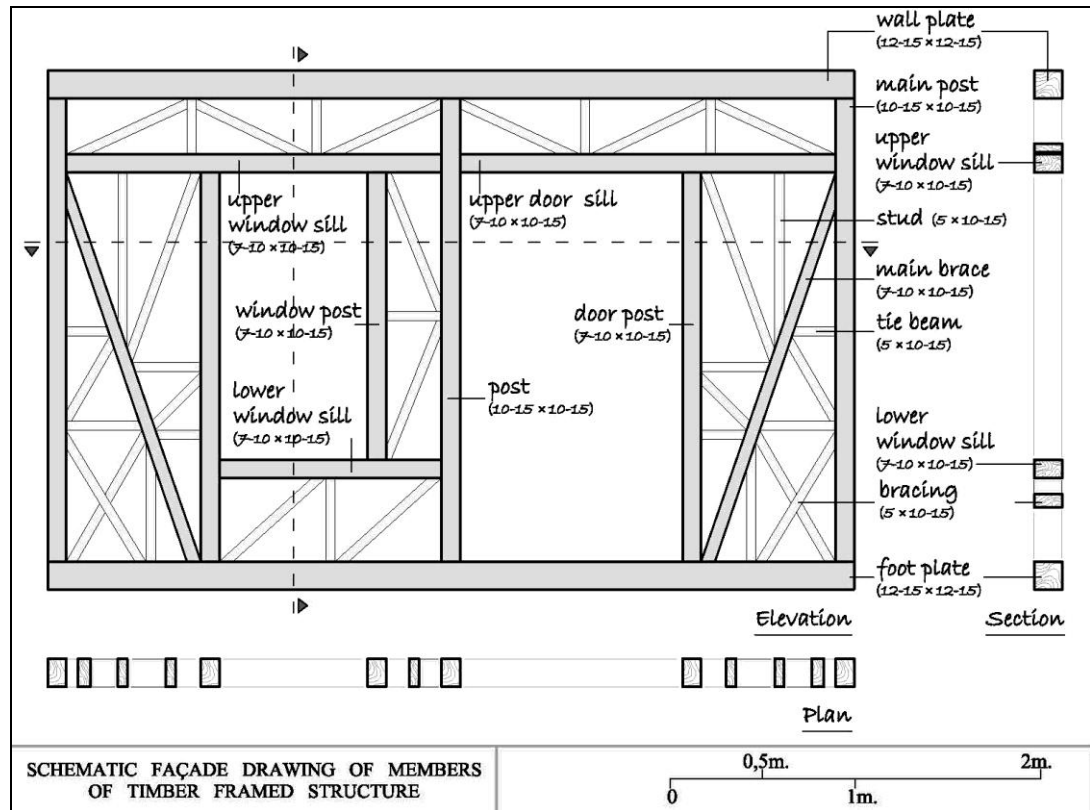 wall plate
(12-15 × 12-15)
main post
(10-15 × 10-15)
upper
window sill
(7-10 × 10-15)
stud (5 × 10-15)
main brace
(7-10 × 10-15)
tie beam
(5 × 10-15)
lower
window sill
(7-10 × 10-15)
bracing
(5 × 10-15)
foot plate
(12-15 × 12-15)
upper
window sill
(7-10 × 10-15)
upper door sill
(7-10 × 10-15)
window post
(7-10 × 10-15)
door post
(7-10 × 10-15)
lower
window sill
(7-10 × 10-15)
post
(10-15 × 10-15)
Elevation
Section
Plan
SCHEMATIC FAÇADE DRAWING OF MEMBERS
OF TIMBER FRAMED STRUCTURE
0,5m. 2m.
0 1m.